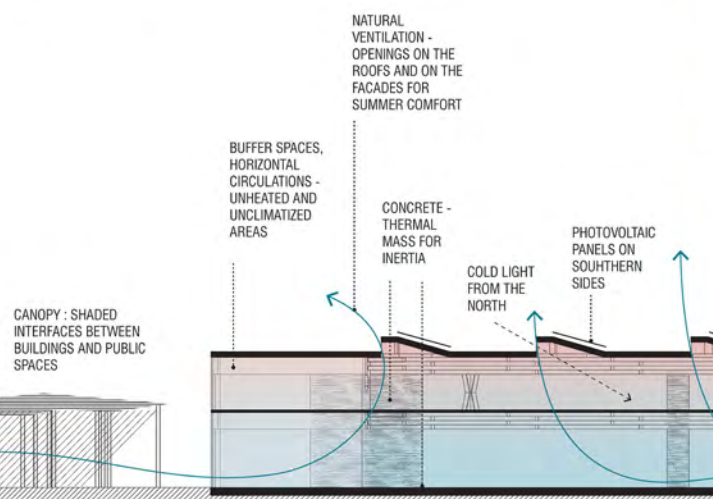 NATURAL
VENTILATION -
OPENINGS ON THE
ROOFS AND ON THE
FACADES FOR
SUMMER COMFORT
BUFFER SPACES,
HORIZONTAL
CIRCULATIONS -
UNHEATED AND
UNCLIMATIZED
AREAS
CONCRETE -
THERMAL
MASS FOR
INERTIA
PHOTOVOLTAIC
PANELS ON
SOUHTHERN
SIDES
COLD LIGHT
FROM THE
NORTH
CANOPY : SHADED
INTERFACES BETWEEN
BUILDINGS AND PUBLIC
SPACES